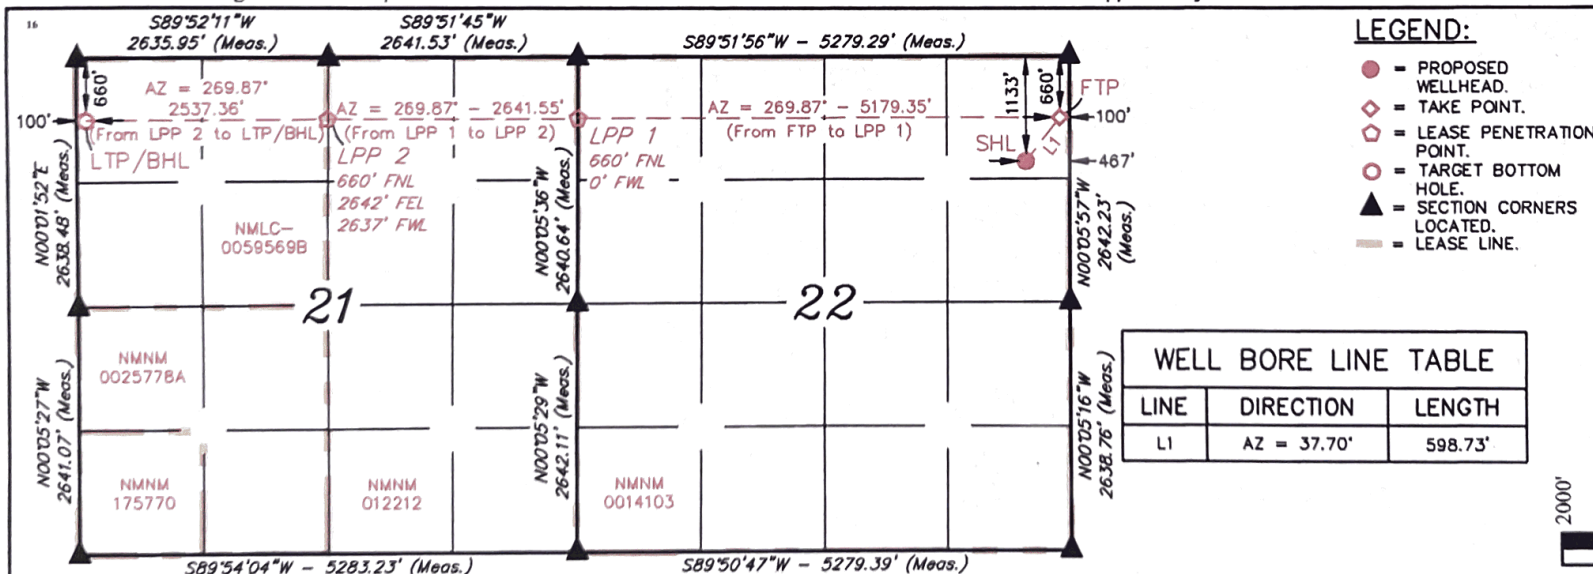 16
S89°52'11"W
2635.95' (Meas.)
S89°51'45"W
2641.53' (Meas.)
S89°51'56"W – 5279.29' (Meas.)
660'
AZ = 269.87°
2537.36'
(From LPP 2 to LTP/BHL)
100'
LTP/BHL
AZ = 269.87° – 2641.55'
(From LPP 1 to LPP 2)
LPP 2
660' FNL
2642' FEL
2637' FWL
LPP 1
660' FNL
0' FWL
AZ = 269.87° – 5179.35'
(From FTP to LPP 1)
1133'
660'
FTP
100'
SHL
L1
467'
N00°01'52"E
2638.48' (Meas.)
NMLC–
0059569B
N00°05'36"W
2640.64' (Meas.)
N00°05'57"W
2642.23'
(Meas.)
21
22
N00°05'27"W
2641.07' (Meas.)
NMNM
0025778A
NMNM
175770
NMNM
012212
N00°05'29"W
2642.11' (Meas.)
NMNM
0014103
N00°05'16"W
2638.76' (Meas.)
S89°54'04"W – 5283.23' (Meas.)
S89°50'47"W – 5279.39' (Meas.)
LEGEND:
= PROPOSED
WELLHEAD.
= TAKE POINT.
= LEASE PENETRATION
POINT.
= TARGET BOTTOM
HOLE.
= SECTION CORNERS
LOCATED.
= LEASE LINE.
WELL BORE LINE TABLE
LINE DIRECTION LENGTH
L1 AZ = 37.70° 598.73'
2000'